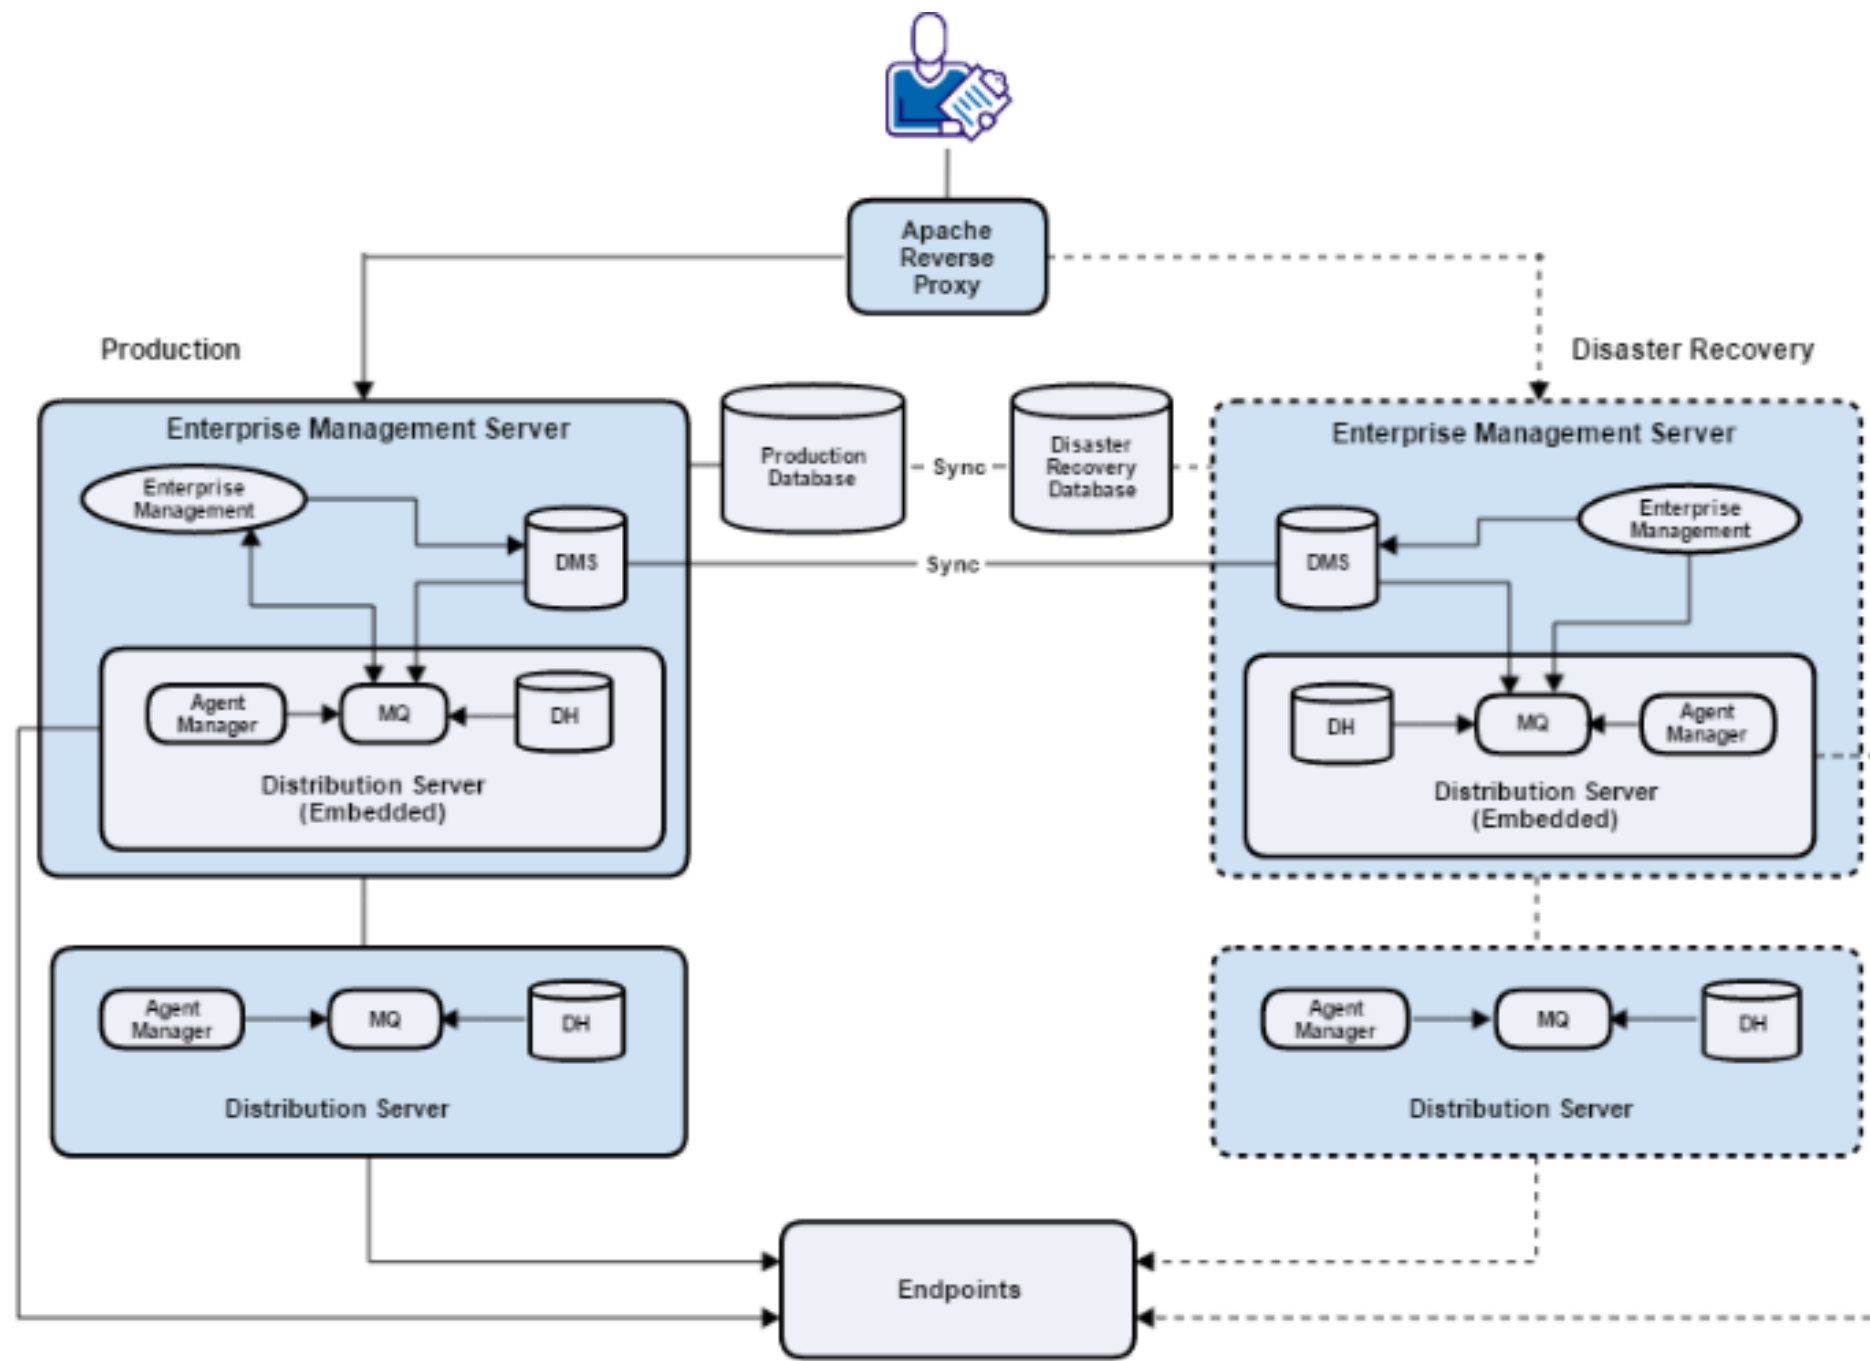 Apache
Reverse
Proxy
Production
Disaster Recovery
Enterprise Management Server
Enterprise
Management
DMS
Agent
Manager
MQ
DH
Distribution Server
(Embedded)
Production
Database
Sync
Disaster
Recovery
Database
Sync
Enterprise Management Server
Enterprise
Management
DMS
DH
MQ
Agent
Manager
Distribution Server
(Embedded)
Agent
Manager
MQ
DH
Distribution Server
Agent
Manager
MQ
DH
Distribution Server
Endpoints